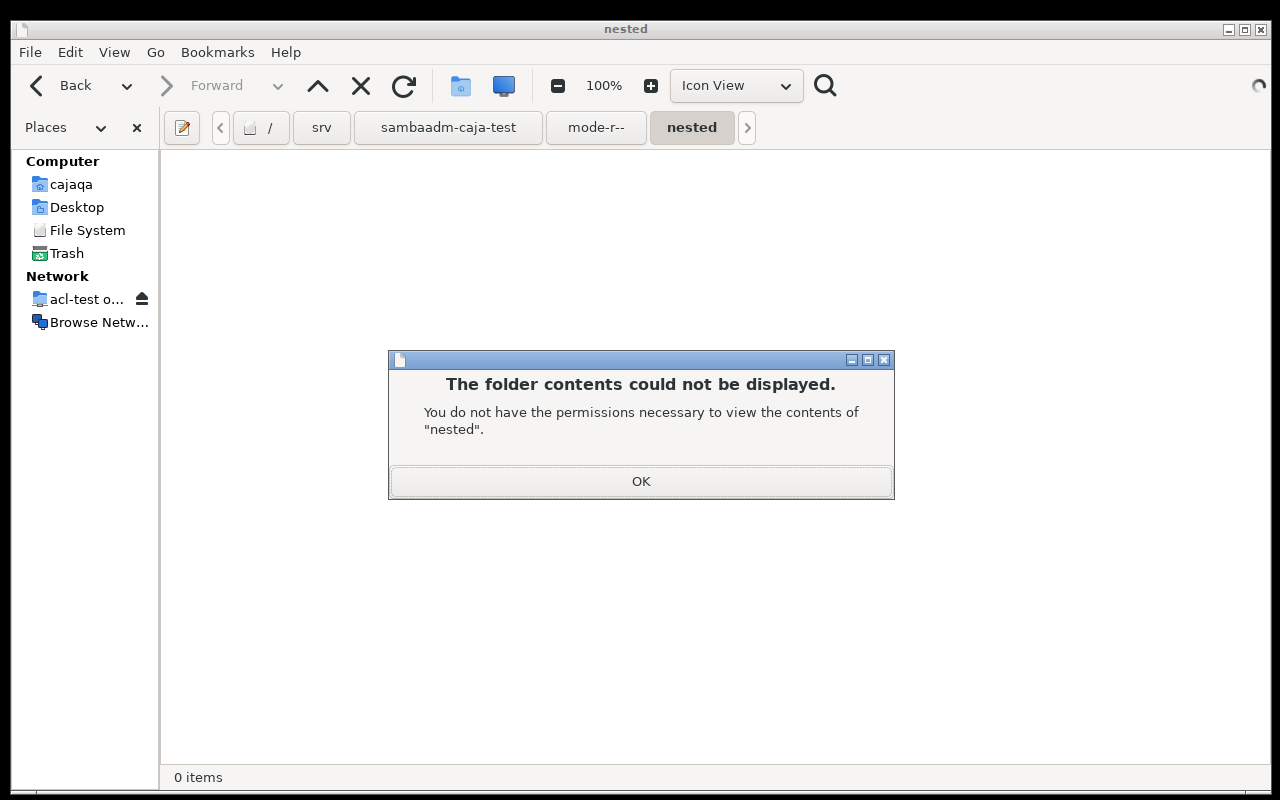 nested
File Edit View Go Bookmarks Help
Back Forward 100% Icon View
Places / srv sambaadm-caja-test mode-r-- nested
Computer
cajaqa
Desktop
File System
Trash
Network
acl-test o...
Browse Netw...
The folder contents could not be displayed.
You do not have the permissions necessary to view the contents of
"nested".
OK
0 items